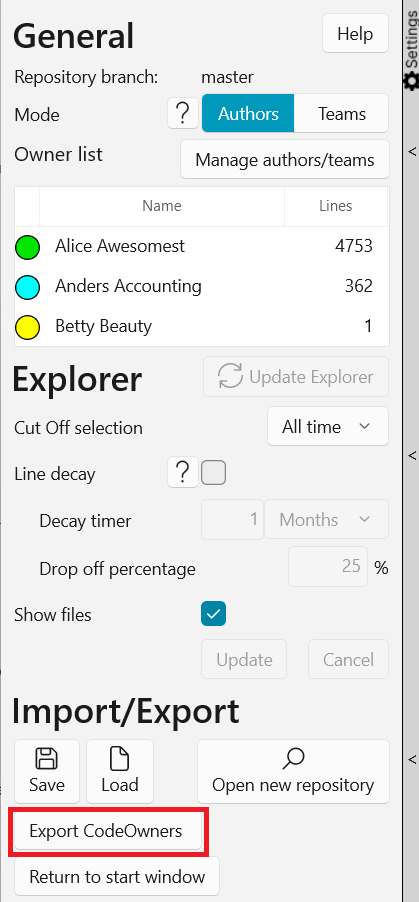 General
Help
Settings
Repository branch: master
Mode ? Authors Teams
Owner list Manage authors/teams
Name Lines
Alice Awesomest 4753
Anders Accounting 362
Betty Beauty 1
Explorer Update Explorer
Cut Off selection All time
Line decay ?
Decay timer 1 Months
Drop off percentage 25 %
Show files
Update Cancel
Import/Export
Save Load Open new repository
Export CodeOwners
Return to start window